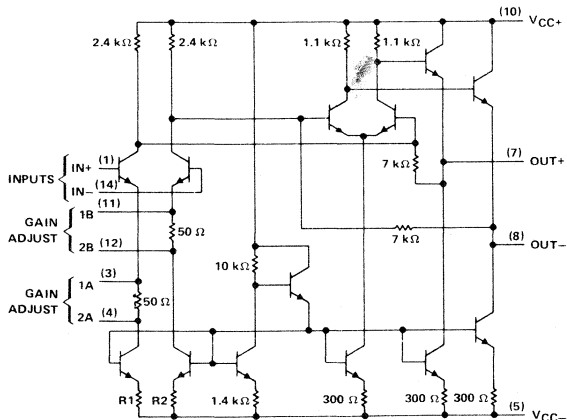 (10) VCC+
2.4 kΩ 2.4 kΩ 1.1 kΩ 1.1 kΩ
INPUTS
IN+ (1)
IN− (14)
(7) OUT+
7 kΩ
GAIN ADJUST
1B (11)
2B (12)
50 Ω
7 kΩ
(8) OUT−
10 kΩ
GAIN ADJUST
1A (3)
2A (4)
50 Ω
R1 R2 1.4 kΩ 300 Ω 300 Ω 300 Ω
(5) VCC−